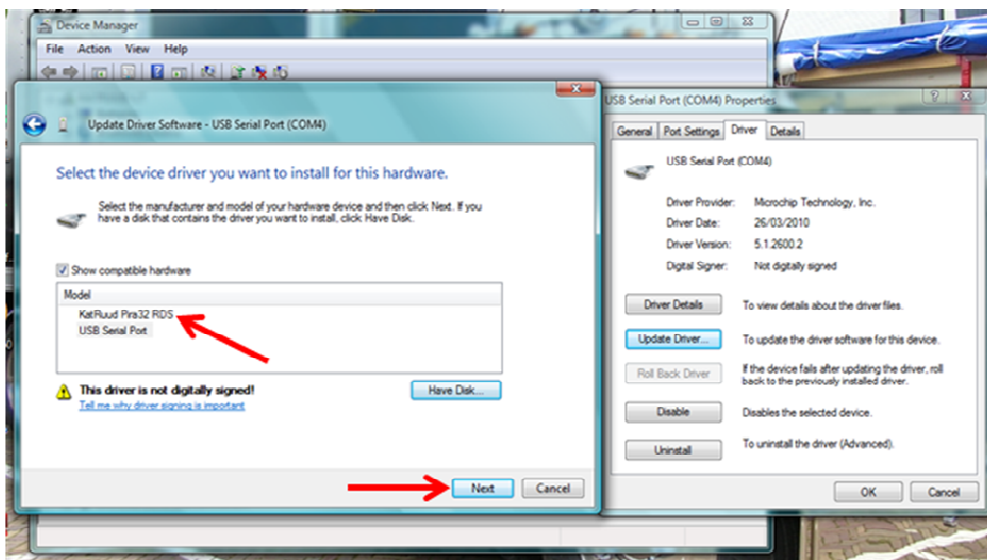 Device Manager
File Action View Help
Update Driver Software - USB Serial Port (COM4)
Select the device driver you want to install for this hardware.
Select the manufacturer and model of your hardware device and then click Next. If you
have a disk that contains the driver you want to install, click Have Disk.
Show compatible hardware
Model
KatRuud Pira32 RDS
USB Serial Port
This driver is not digitally signed!
Tell me why driver signing is important
Have Disk...
Next Cancel
USB Serial Port (COM4) Properties
General Port Settings Driver Details
USB Serial Port (COM4)
Driver Provider: Microchip Technology, Inc.
Driver Date: 26/03/2010
Driver Version: 5.1.2600.2
Digital Signer: Not digitally signed
Driver Details To view details about the driver files.
Update Driver... To update the driver software for this device.
Roll Back Driver If the device fails after updating the driver, roll
back to the previously installed driver.
Disable Disables the selected device.
Uninstall To uninstall the driver (Advanced).
OK Cancel